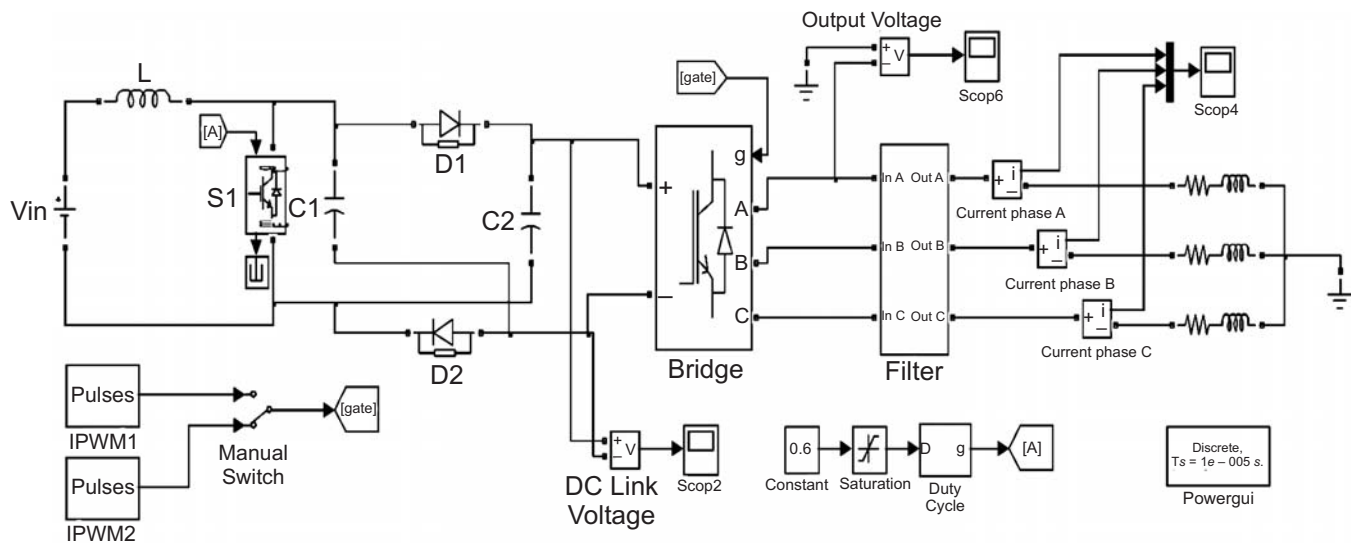 Output Voltage
L
[gate]
+
V
−
Scop6
Scop4
[A]
D1
g
S1
C1
C2
Vin
+
+
A
In A Out A
+ i −
Current phase A
B
In B Out B
+ i −
Current phase B
−
C
In C Out C
+ i −
Current phase C
D2
Bridge
Filter
Pulses
IPWM1
[gate]
Manual
Switch
Pulses
IPWM2
+
V
−
DC Link
Voltage
Scop2
0.6
Constant
Saturation
D g
Duty
Cycle
[A]
Discrete,
Ts = 1e – 005 s.
Powergui